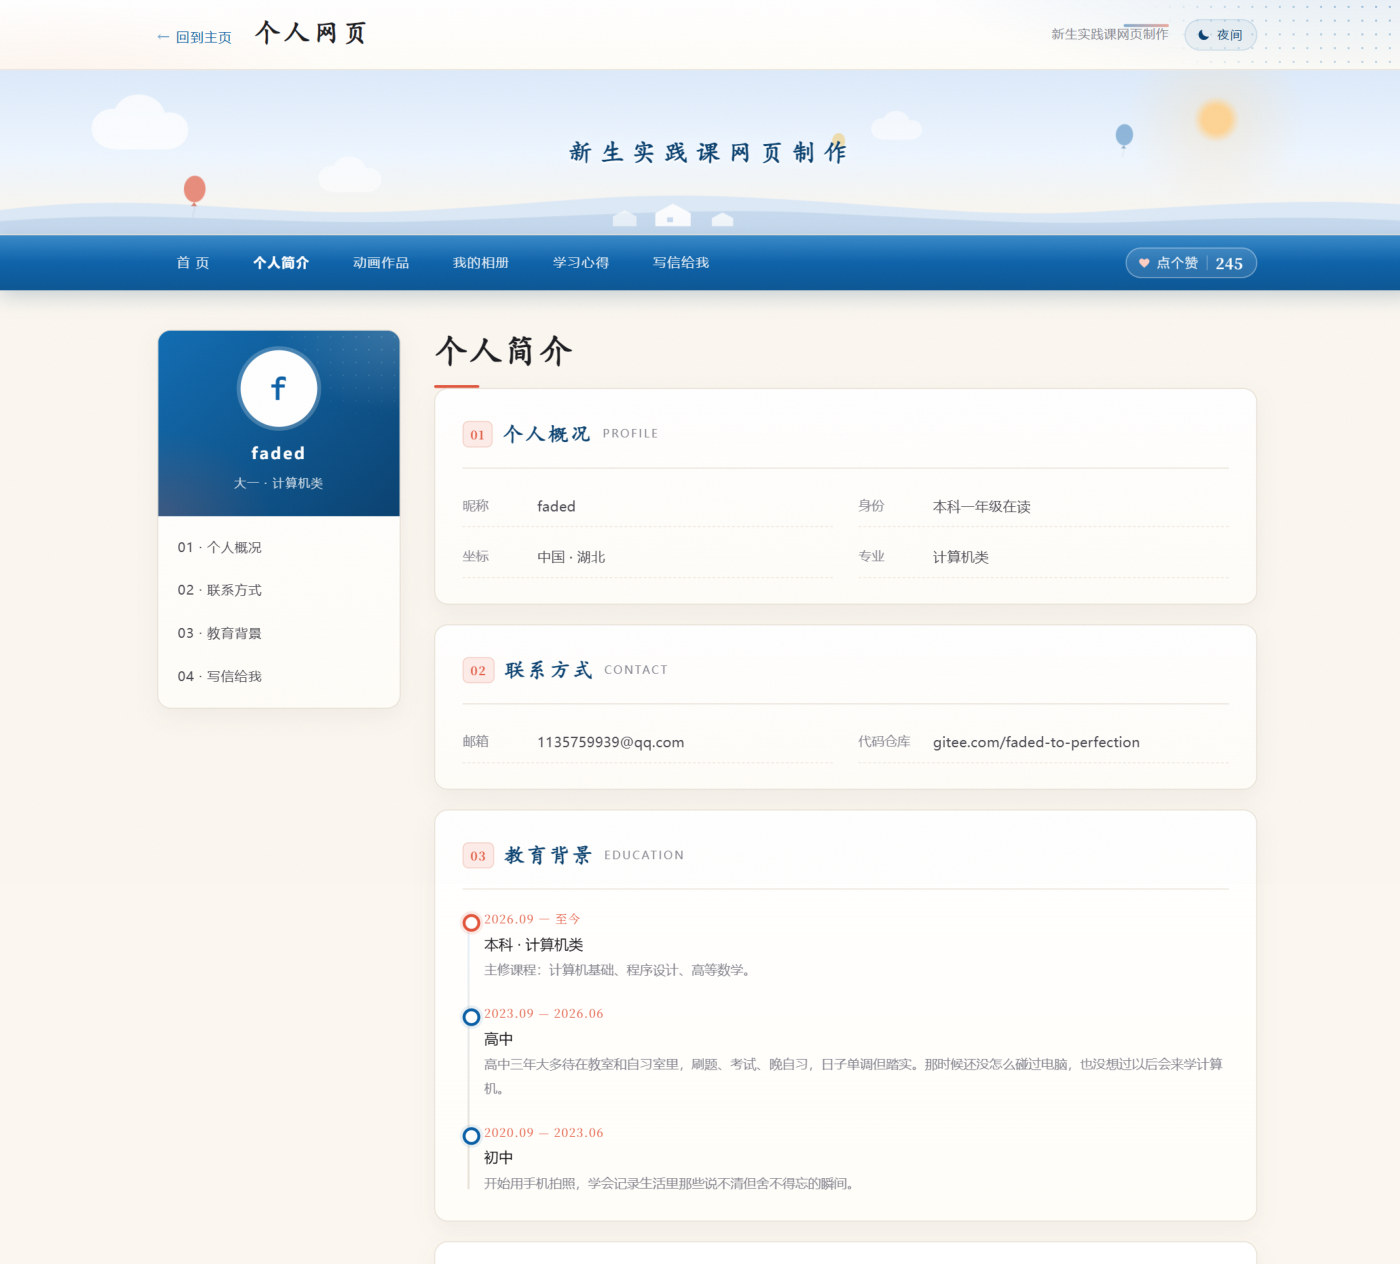 ← 回到主页
个人网页
新生实践课网页制作
夜间
新生实践课网页制作
首 页
个人简介
动画作品
我的相册
学习心得
写信给我
点个赞
245
f
faded
大一 · 计算机类
01 · 个人概况
02 · 联系方式
03 · 教育背景
04 · 写信给我
个人简介
01 个人概况 PROFILE
昵称 faded
身份 本科一年级在读
坐标 中国 · 湖北
专业 计算机类
02 联系方式 CONTACT
邮箱 1135759939@qq.com
代码仓库 gitee.com/faded-to-perfection
03 教育背景 EDUCATION
2026.09 — 至今
本科 · 计算机类
主修课程：计算机基础、程序设计、高等数学。
2023.09 — 2026.06
高中
高中三年大多待在教室和自习室里，刷题、考试、晚自习，日子单调但踏实。那时候还没怎么碰过电脑，也没想过以后会来学计算
机。
2020.09 — 2023.06
初中
开始用手机拍照，学会记录生活里那些说不清但舍不得忘的瞬间。